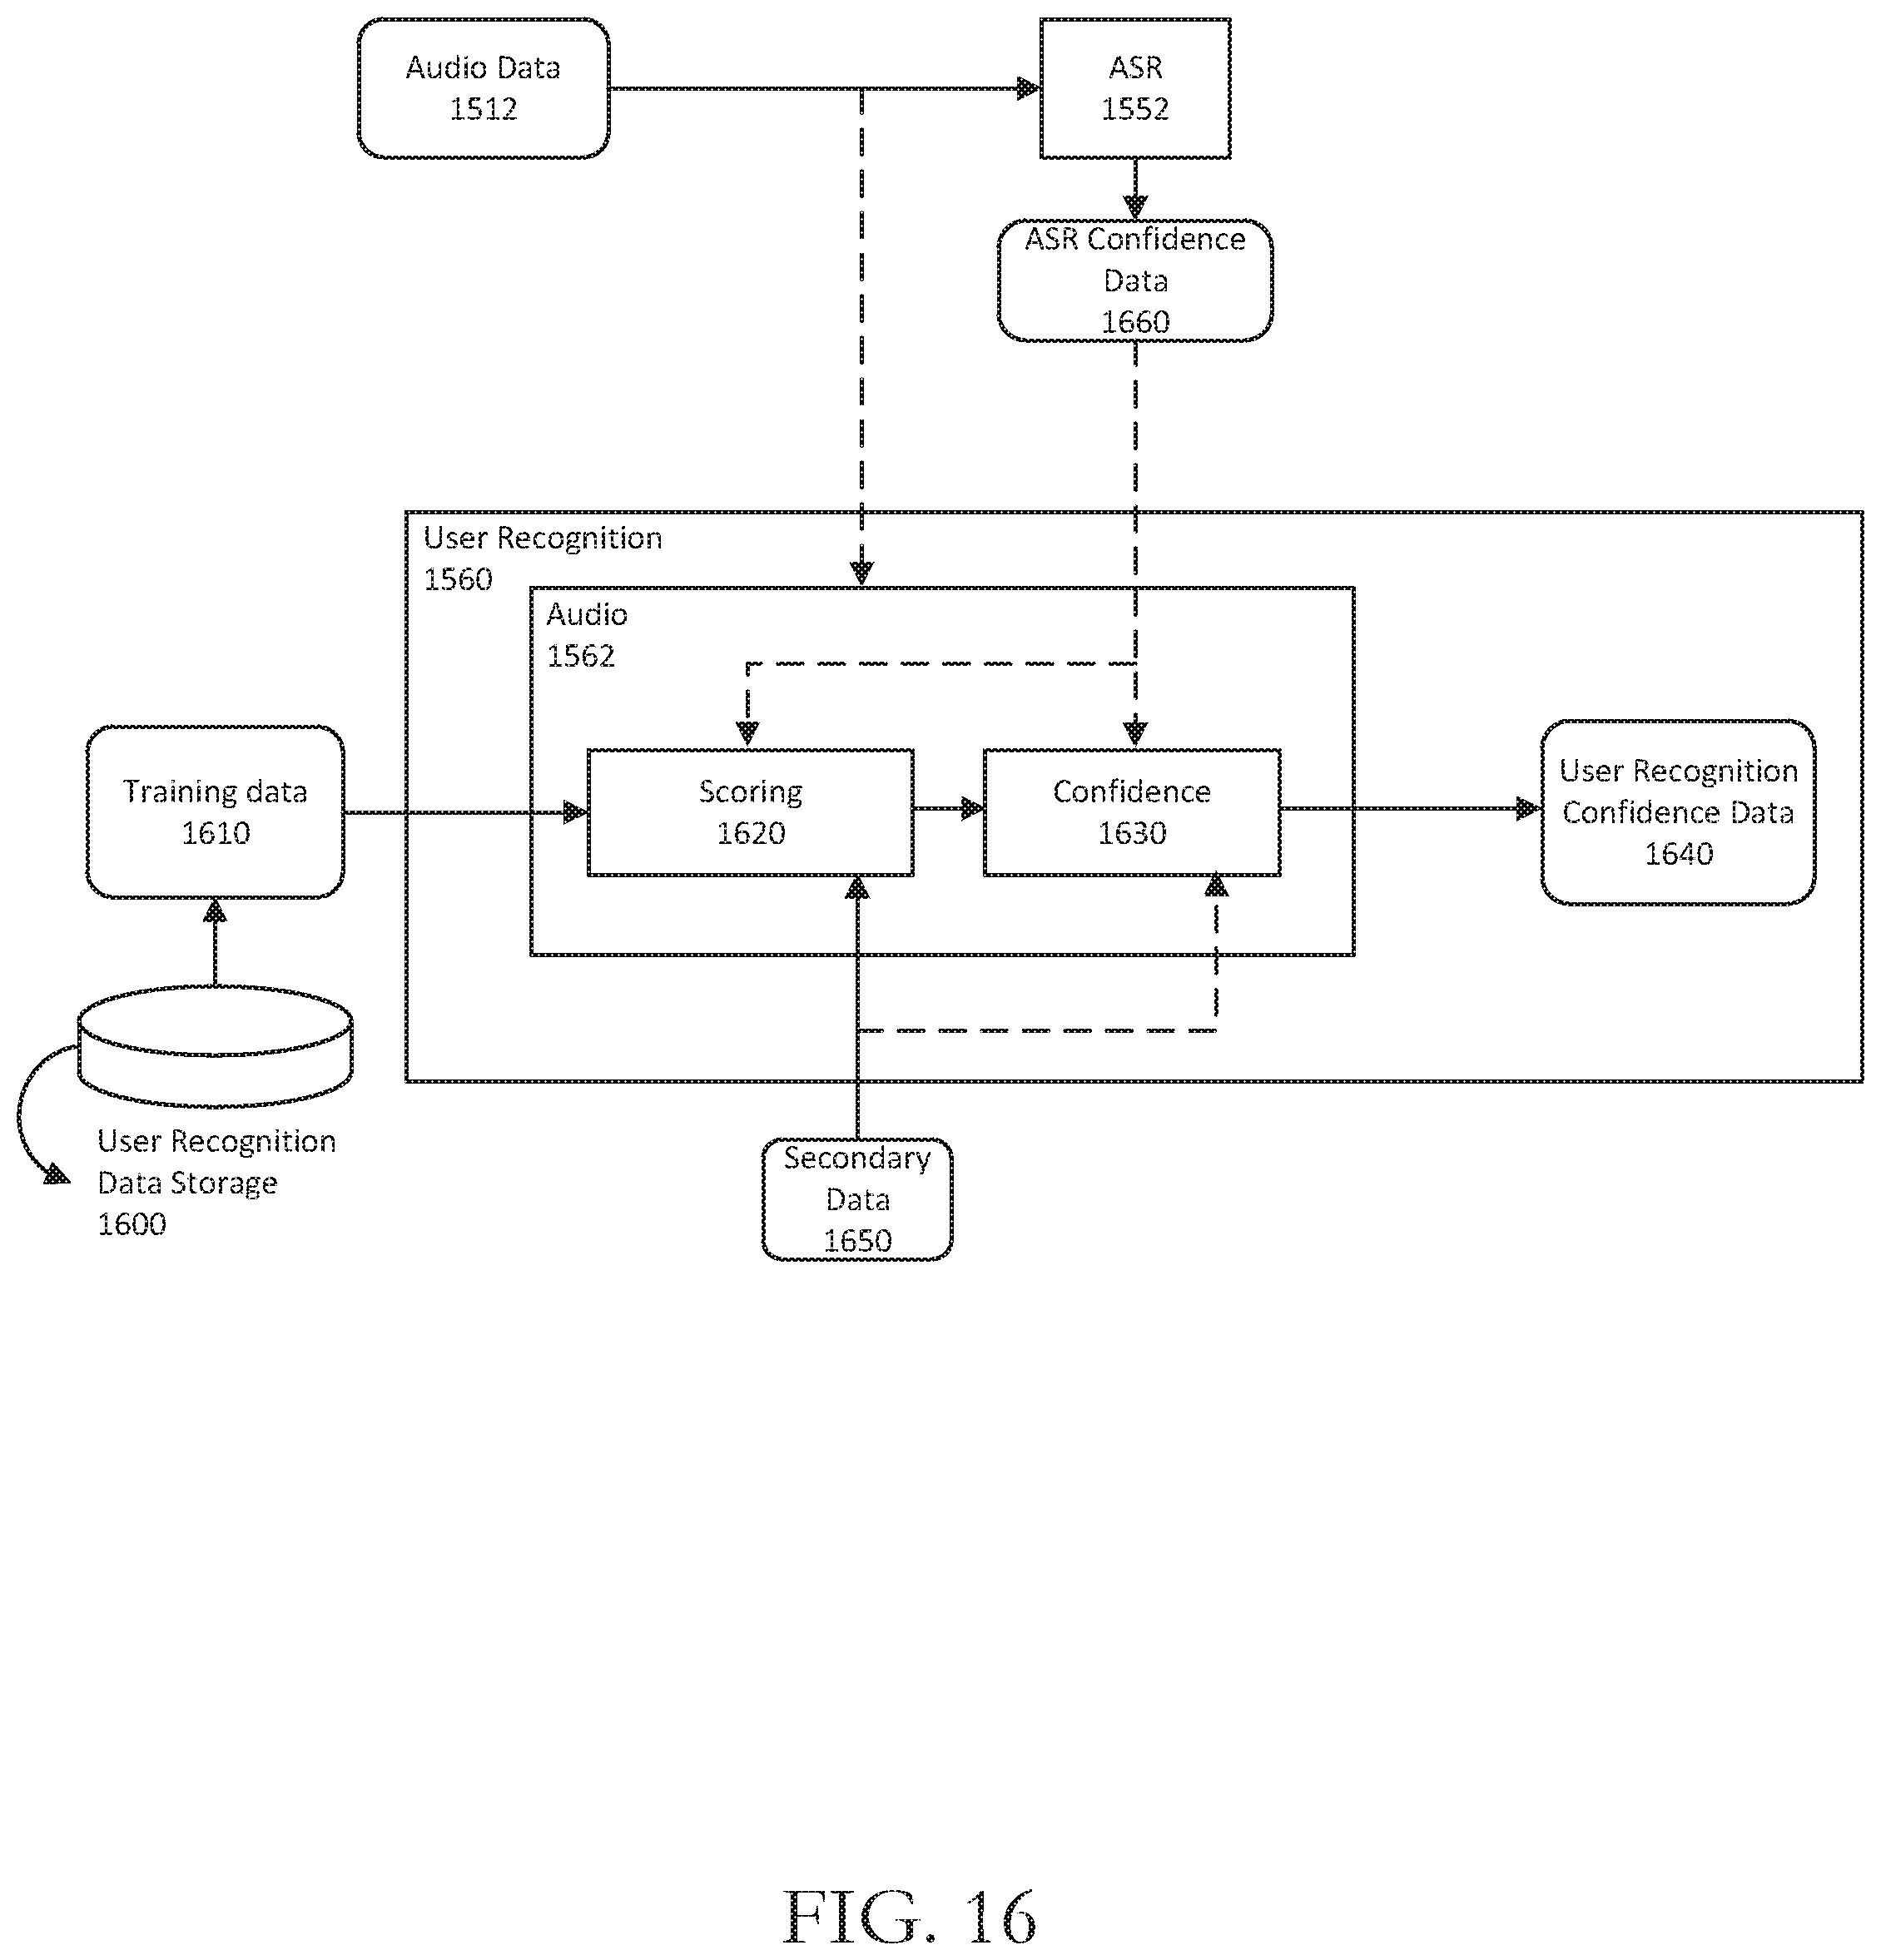 Audio Data
1512
ASR
1552
ASR Confidence
Data
1660
User Recognition
1560
Audio
1562
Training data
1610
Scoring
1620
Confidence
1630
User Recognition
Confidence Data
1640
User Recognition
Data Storage
1600
Secondary
Data
1650
FIG. 16